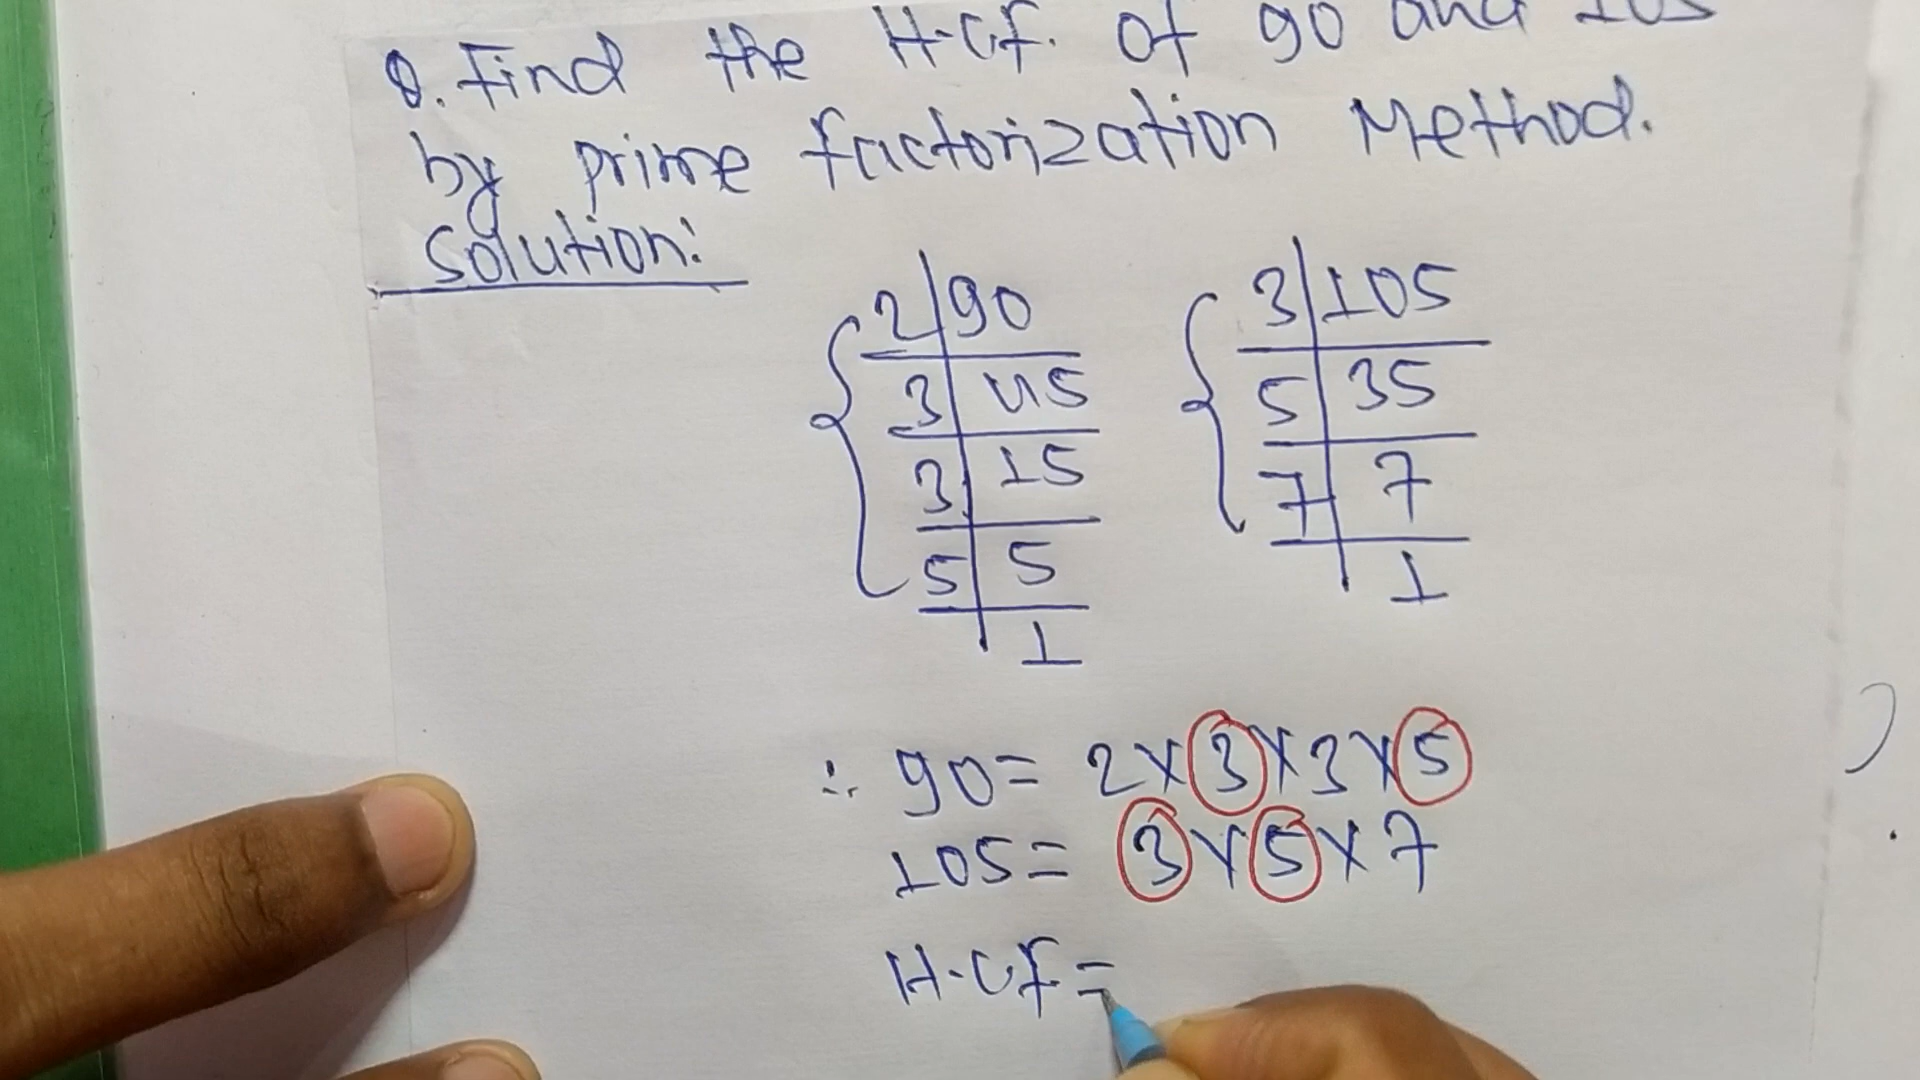 Q. Find the H.C.F. of 90 and 105
by prime factorization Method.
Solution:
2 | 90
3 | 45
3 | 15
5 | 5
1
3 | 105
5 | 35
7 | 7
1
∴ 90 = 2 × 3 × 3 × 5
105 = 3 × 5 × 7
H.C.F =